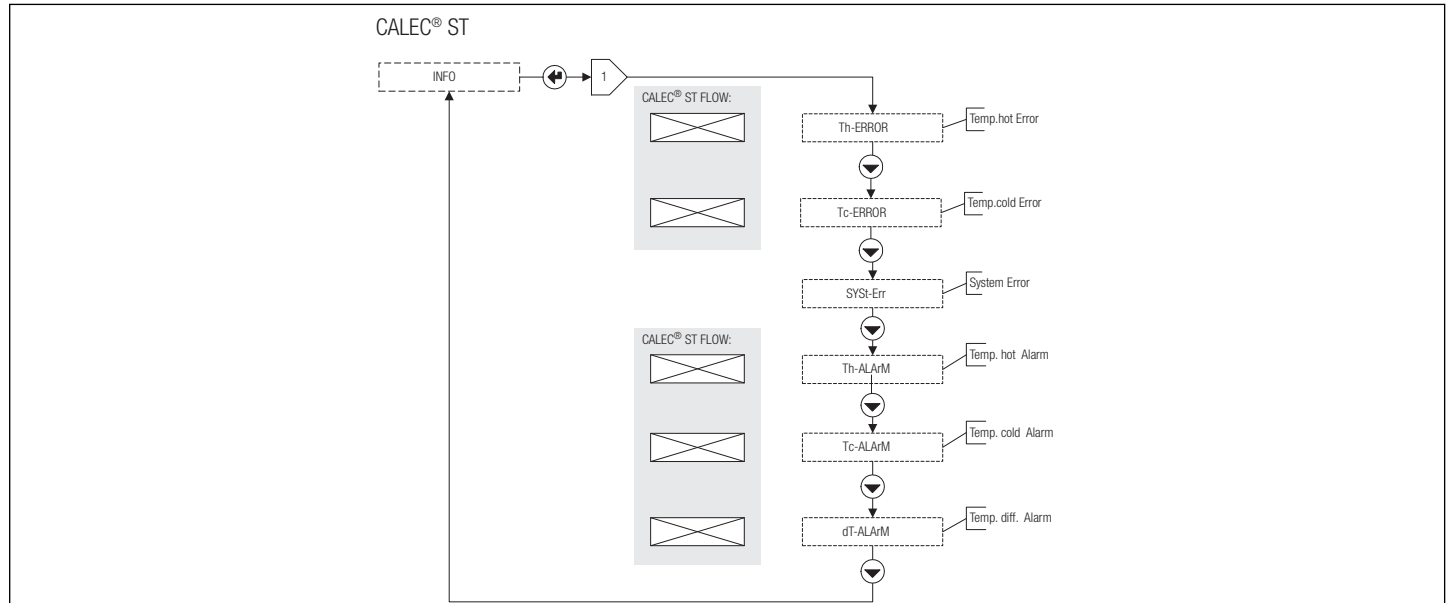 CALEC® ST
INFO
1
CALEC® ST FLOW:
Th-ERROR
Temp.hot Error
Tc-ERROR
Temp.cold Error
SYSt-Err
System Error
CALEC® ST FLOW:
Th-ALArM
Temp. hot Alarm
Tc-ALArM
Temp. cold Alarm
dT-ALArM
Temp. diff. Alarm